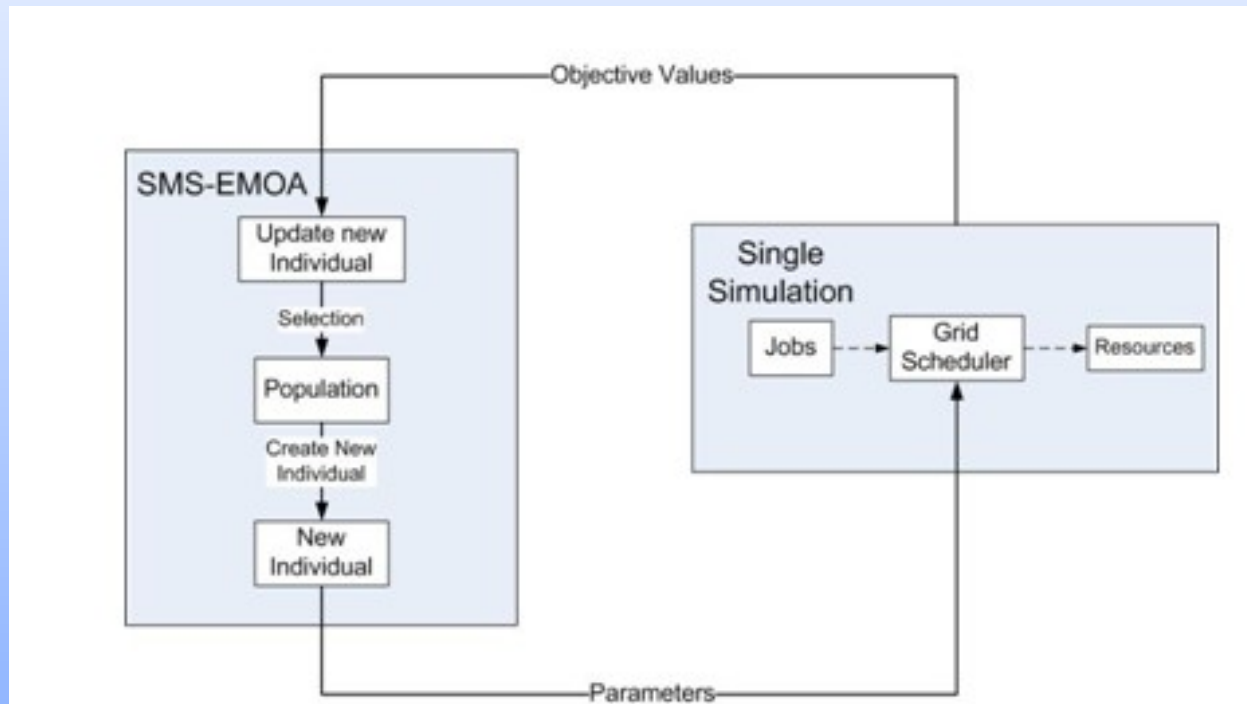 Objective Values
SMS-EMOA
Update new
Individual
Selection
Population
Create New
Individual
New
Individual
Single
Simulation
Jobs
Grid
Scheduler
Resources
Parameters